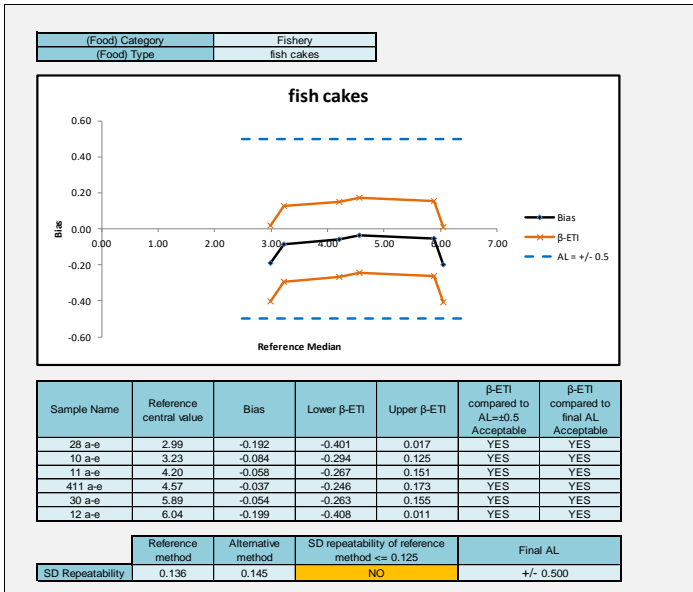 (Food) Category Fishery
(Food) Type fish cakes
fish cakes
0.60
0.40
0.20
0.00
-0.20
-0.40
-0.60
0.00 1.00 2.00 3.00 4.00 5.00 6.00 7.00
Bias
Reference Median
Bias
β-ETI
AL = +/- 0.5
Sample Name Reference central value Bias Lower β-ETI Upper β-ETI β-ETI compared to AL=±0.5 Acceptable β-ETI compared to final AL Acceptable
28 a-e 2.99 -0.192 -0.401 0.017 YES YES
10 a-e 3.23 -0.084 -0.294 0.125 YES YES
11 a-e 4.20 -0.058 -0.267 0.151 YES YES
411 a-e 4.57 -0.037 -0.246 0.173 YES YES
30 a-e 5.89 -0.054 -0.263 0.155 YES YES
12 a-e 6.04 -0.199 -0.408 0.011 YES YES
Reference method Alternative method SD repeatability of reference method <= 0.125 Final AL
SD Repeatability 0.136 0.145 NO +/- 0.500